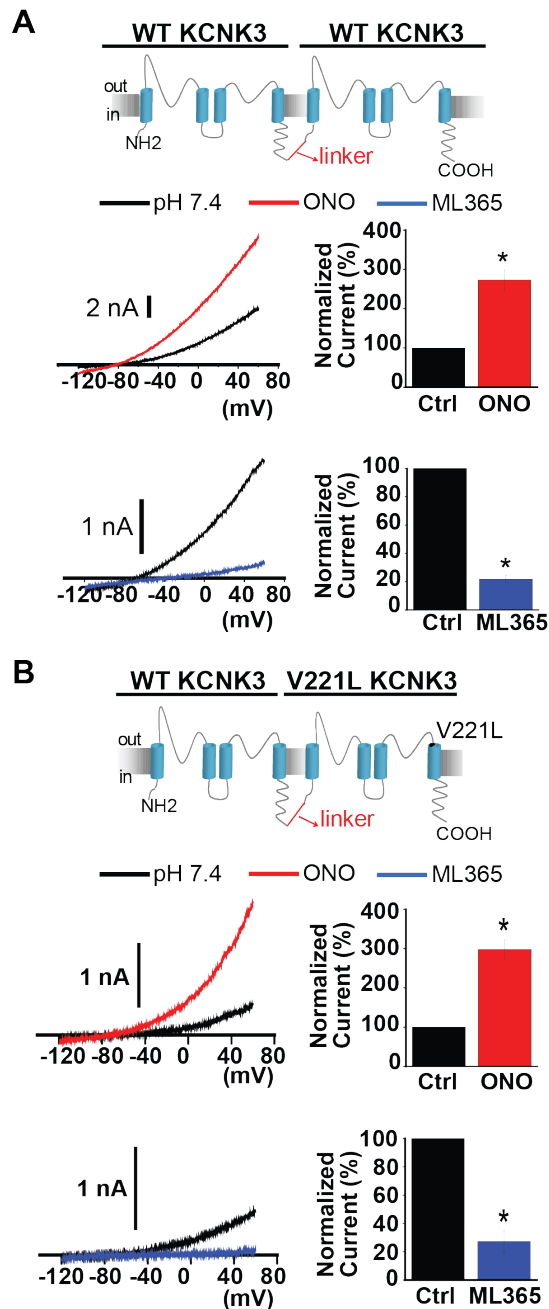 A
WT KCNK3 WT KCNK3
out
in
NH2
linker
COOH
pH 7.4 ONO ML365
2 nA
-120 -80 -40 0 40 80
(mV)
Normalized
Current (%)
400
300
200
100
0
Ctrl ONO
1 nA
-120 -80 -40 0 40 80
(mV)
Normalized
Current (%)
100
80
60
40
20
0
*
*
Ctrl ML365
B
WT KCNK3 V221L KCNK3
V221L
out
in
NH2
linker
COOH
pH 7.4 ONO ML365
1 nA
-120 -80 -40 0 40 80
(mV)
Normalized
Current (%)
400
300
200
100
0
*
Ctrl ONO
1 nA
-120 -80 -40 0 40 80
(mV)
Normalized
Current (%)
100
80
60
40
20
0
*
Ctrl ML365